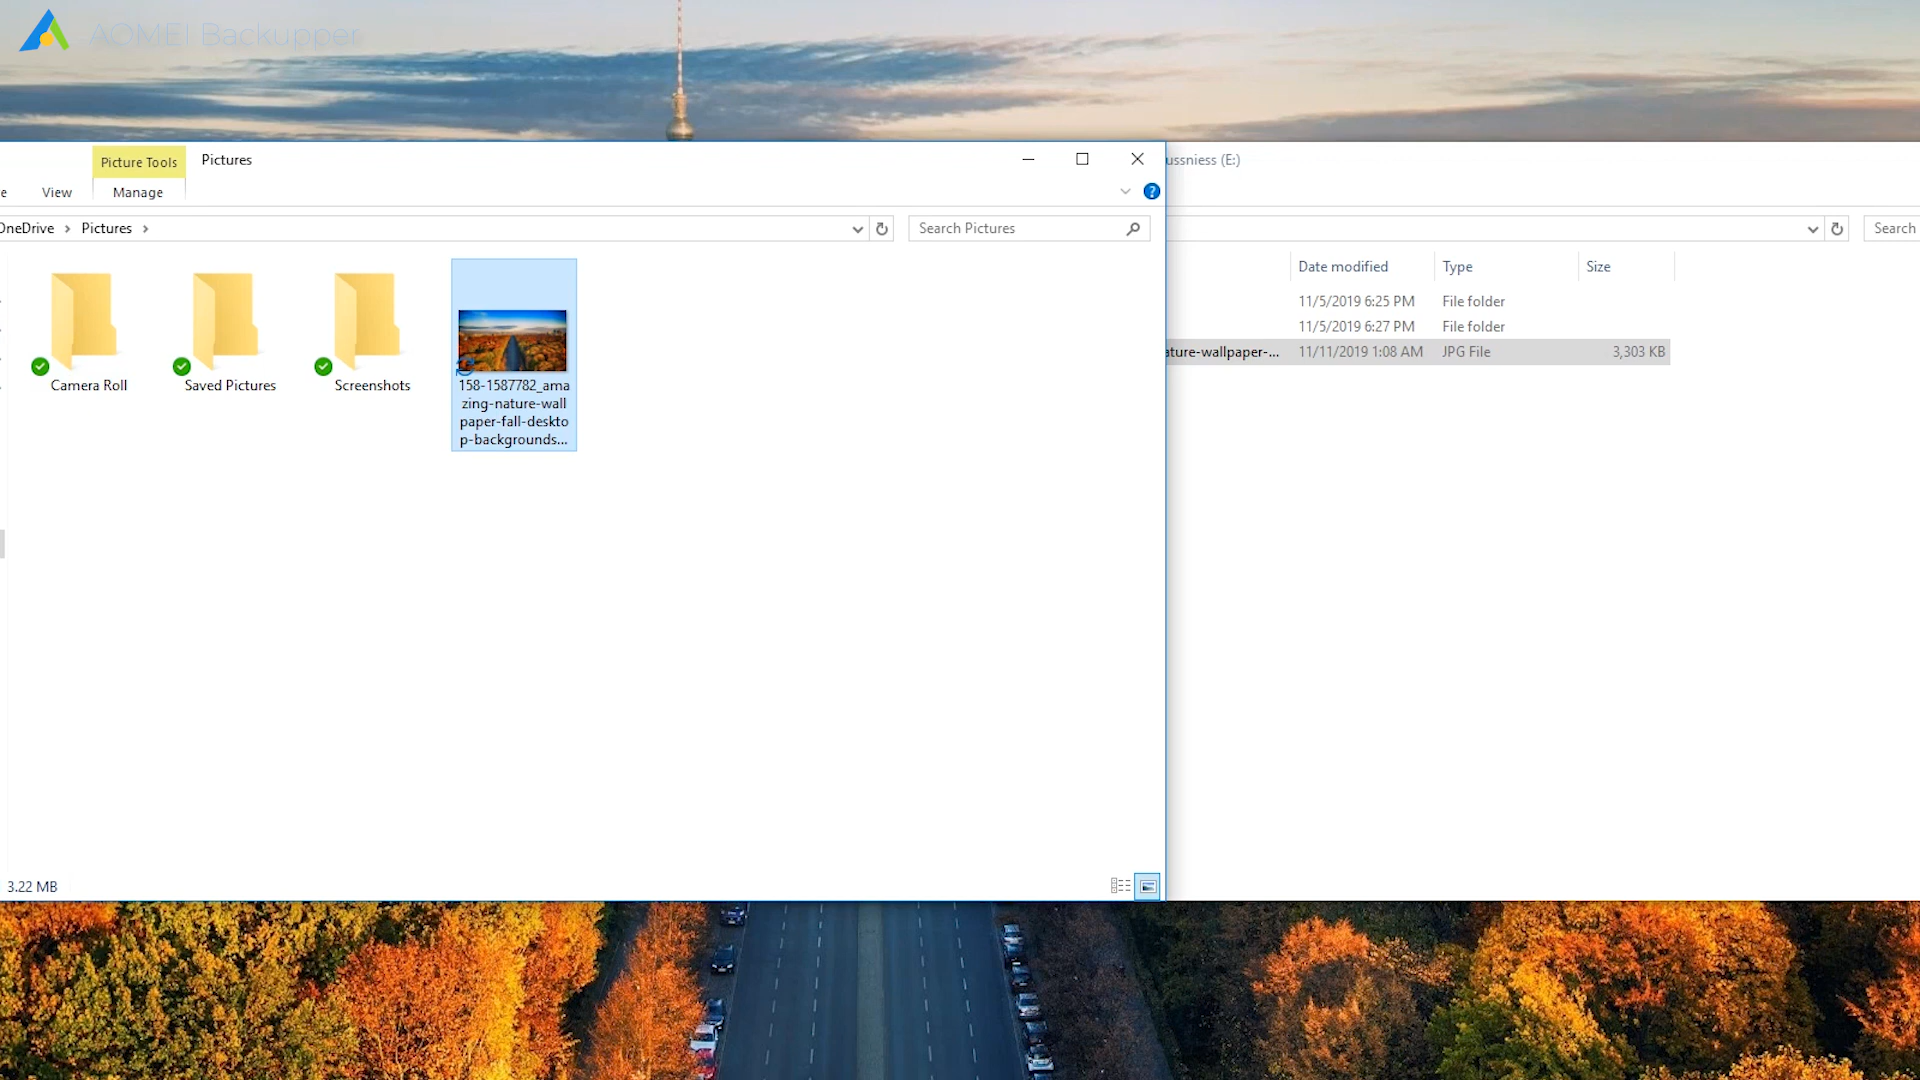 AOMEI Backupper
Picture Tools
Pictures
ussniess (E:)
e
View
Manage
OneDrive
Pictures
Search Pictures
Search
Date modified
Type
Size
11/5/2019 6:25 PM
File folder
11/5/2019 6:27 PM
File folder
ature-wallpaper-...
11/11/2019 1:08 AM
JPG File
3,303 KB
Camera Roll
Saved Pictures
Screenshots
158-1587782_ama
zing-nature-wall
paper-fall-deskto
p-backgrounds...
3.22 MB